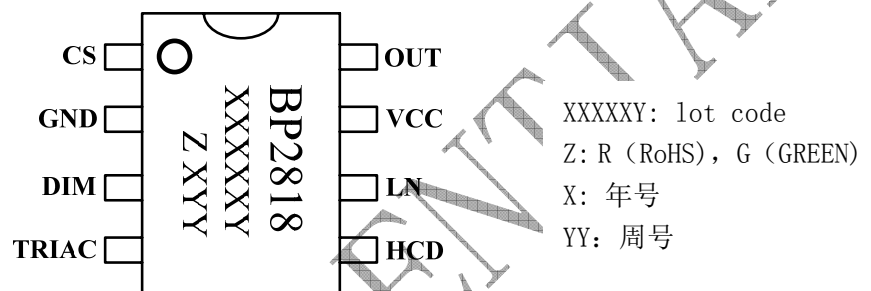 CS
GND
DIM
TRIAC
BP2818
XXXXXY
Z XYY
OUT
VCC
LN
HCD
XXXXXY: lot code
Z: R（RoHS），G（GREEN）
X: 年号
YY: 周号
ENTIA